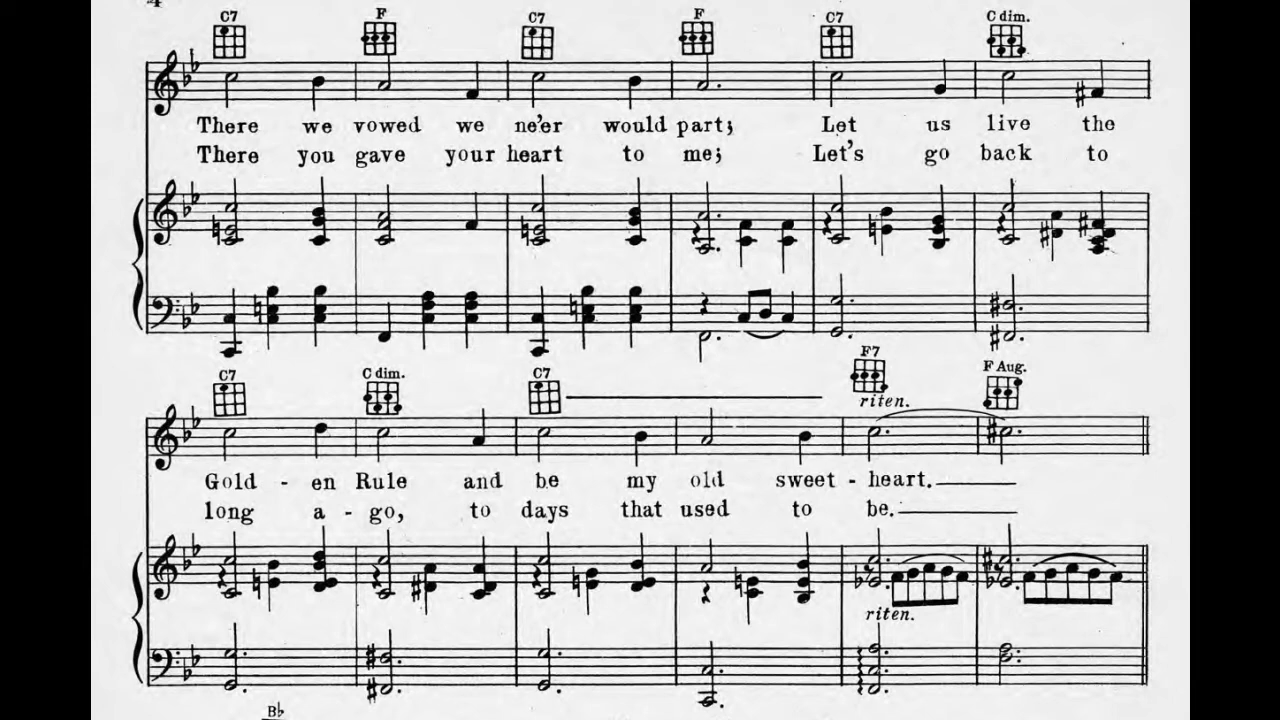 4
C7 F C7 F C7 C dim.
There we vowed we ne'er would part; Let us live the
There you gave your heart to me; Let's go back to
C7 C dim. C7 F7 F Aug.
riten.
Gold - en Rule and be my old sweet - heart.
long a - go, to days that used to be.
riten.
B♭